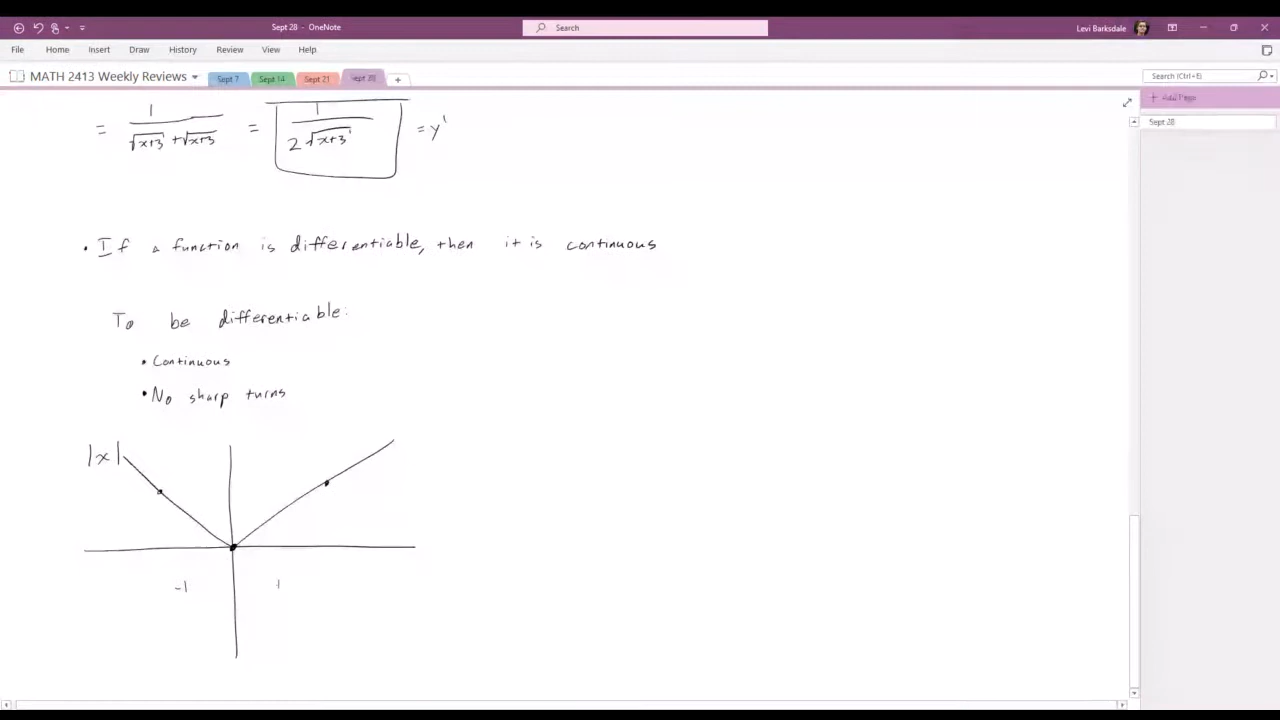 Sept 28 - OneNote
Search
Levi Barksdale
File Home Insert Draw History Review View Help
MATH 2413 Weekly Reviews
Sept 7
Sept 14
Sept 21
Sept 28
+
Search (Ctrl+E)
+ Add Page
Sept 28
= 1/(√x+3 + √x+3) = 1/(2√x+3) = y'
• If a function is differentiable, then it is continuous
To be differentiable:
• Continuous
• No sharp turns
|x|
-1